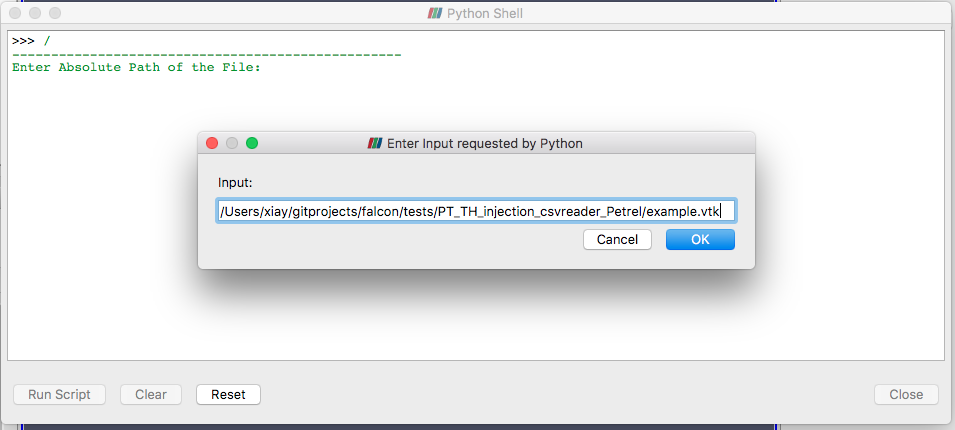 Python Shell
>>> /
--------------------------------------------------
Enter Absolute Path of the File:
Enter Input requested by Python
Input:
/Users/xiay/gitprojects/falcon/tests/PT_TH_injection_csvreader_Petrel/example.vtk
Cancel OK
Run Script Clear Reset Close